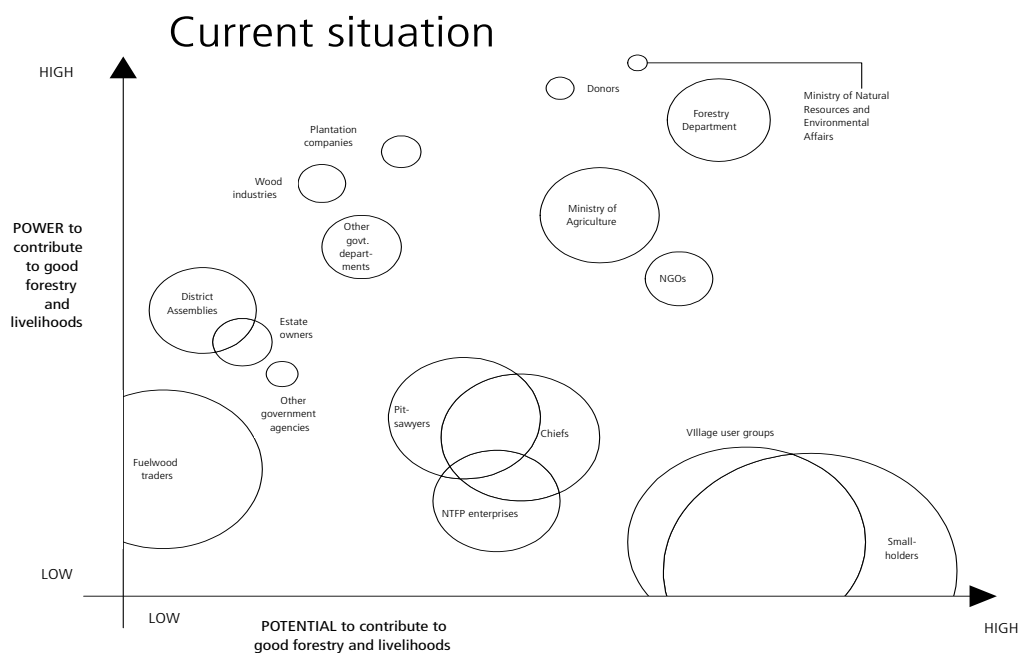 Current situation
HIGH
Donors
Ministry of Natural
Resources and
Environmental
Affairs
Forestry
Department
Plantation
companies
Wood
industries
Ministry of
Agriculture
Other
govt.
depart-
ments
POWER to
contribute
to good
forestry
and
livelihoods
NGOs
District
Assemblies
Estate
owners
Other
government
agencies
Pit-
sawyers
Chiefs
VIllage user groups
Fuelwood
traders
NTFP enterprises
Small-
holders
LOW
LOW
POTENTIAL to contribute to
good forestry and livelihoods
HIGH